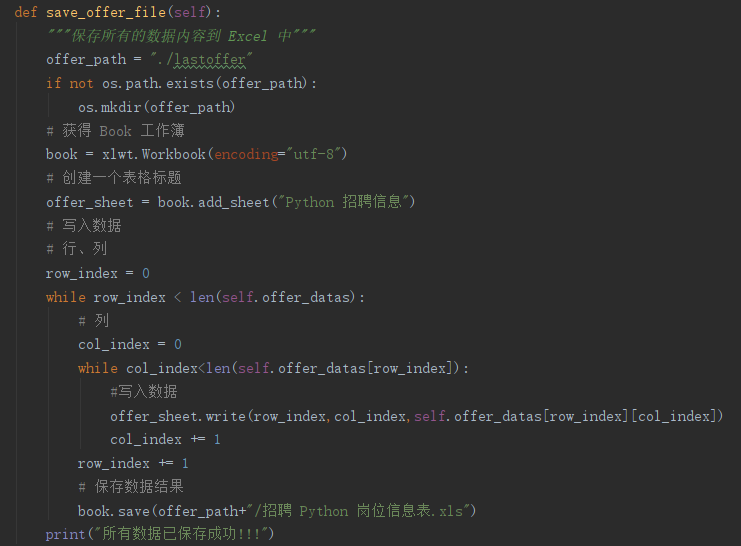 def save_offer_file(self):
"""保存所有的数据内容到 Excel 中"""
offer_path = "./lastoffer"
if not os.path.exists(offer_path):
os.mkdir(offer_path)
# 获得 Book 工作簿
book = xlwt.Workbook(encoding="utf-8")
# 创建一个表格标题
offer_sheet = book.add_sheet("Python 招聘信息")
# 写入数据
# 行、列
row_index = 0
while row_index < len(self.offer_datas):
# 列
col_index = 0
while col_index<len(self.offer_datas[row_index]):
#写入数据
offer_sheet.write(row_index,col_index,self.offer_datas[row_index][col_index])
col_index += 1
row_index += 1
# 保存数据结果
book.save(offer_path+"/招聘 Python 岗位信息表.xls")
print("所有数据已保存成功!!!")